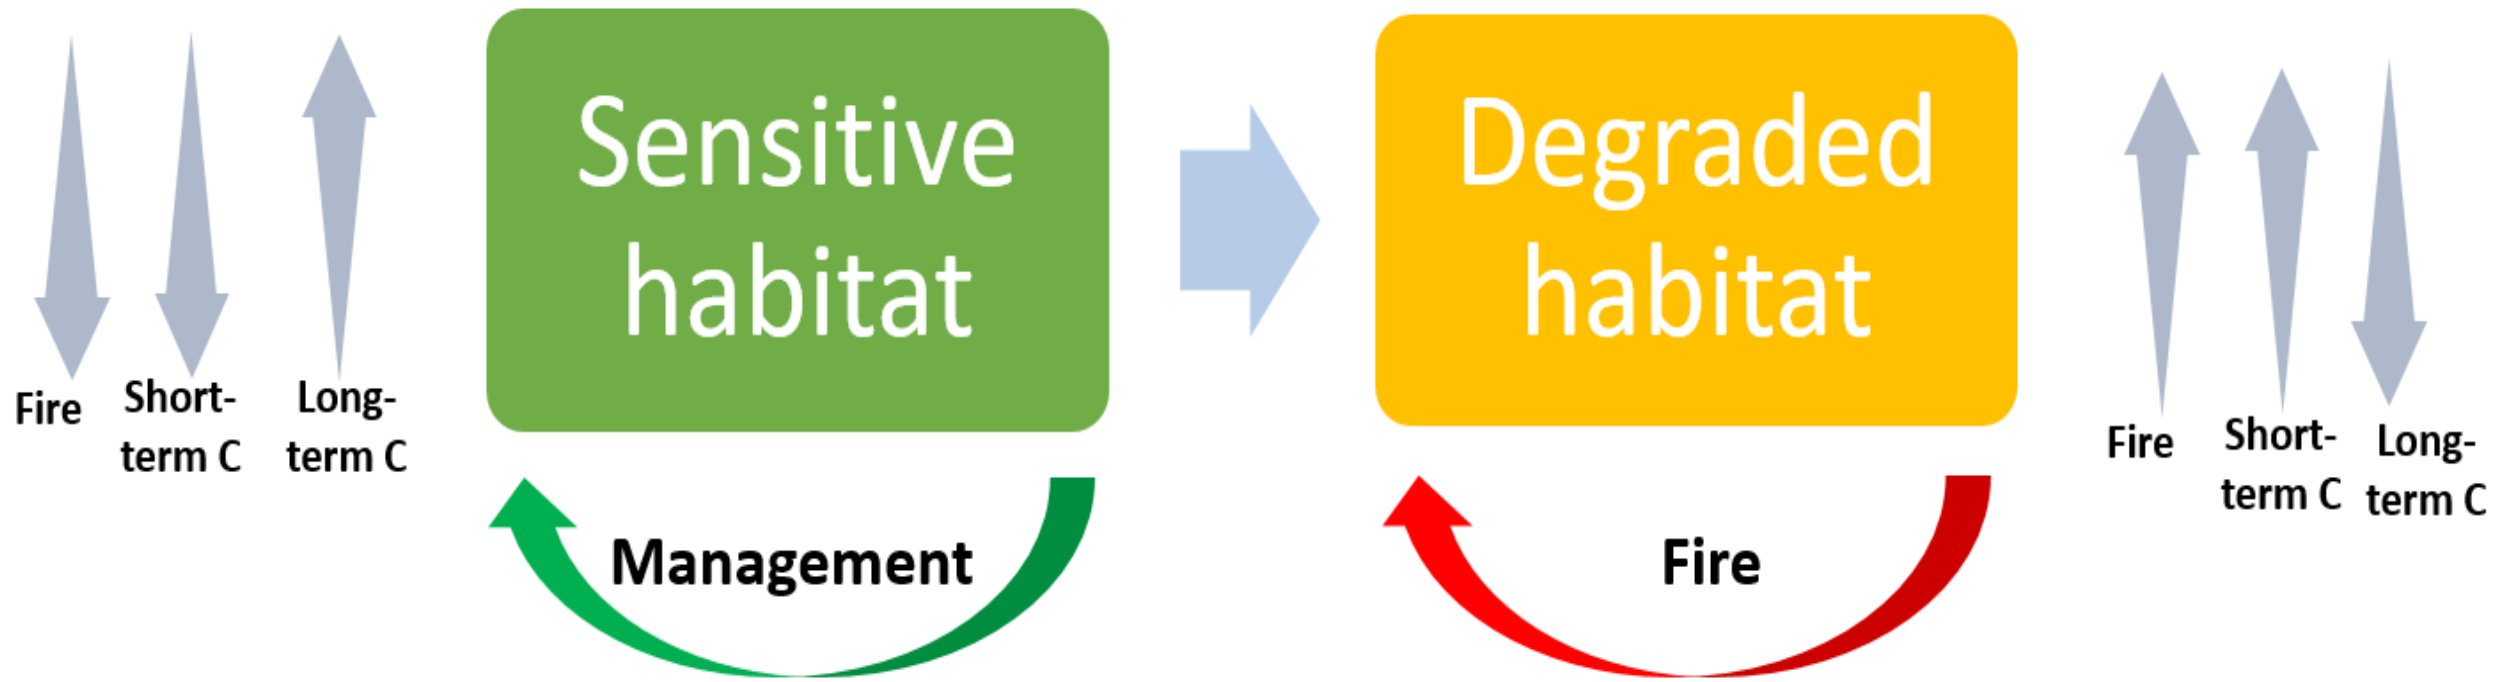 Sensitive
habitat
Degraded
habitat
Fire
Short-
term C
Long-
term C
Management
Fire
Fire
Short-
term C
Long-
term C